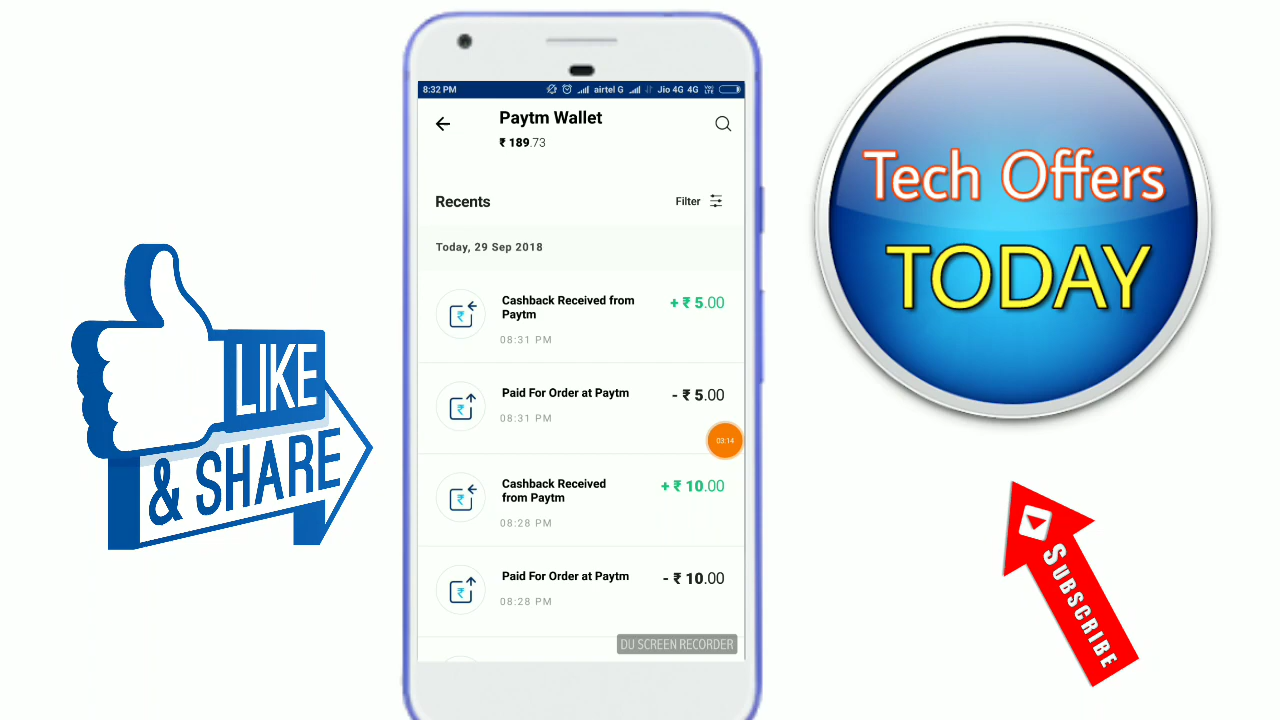 8:32 PM airtel G Jio 4G 4G VoLTE
Paytm Wallet
₹ 189.73
Recents
Filter
Today, 29 Sep 2018
Cashback Received from
Paytm
+ ₹ 5.00
08:31 PM
Paid For Order at Paytm
- ₹ 5.00
08:31 PM
03:14
Cashback Received
from Paytm
+ ₹ 10.00
08:28 PM
Paid For Order at Paytm
- ₹ 10.00
08:28 PM
DU SCREEN RECORDER
LIKE
& SHARE
Tech Offers
TODAY
SUBSCRIBE